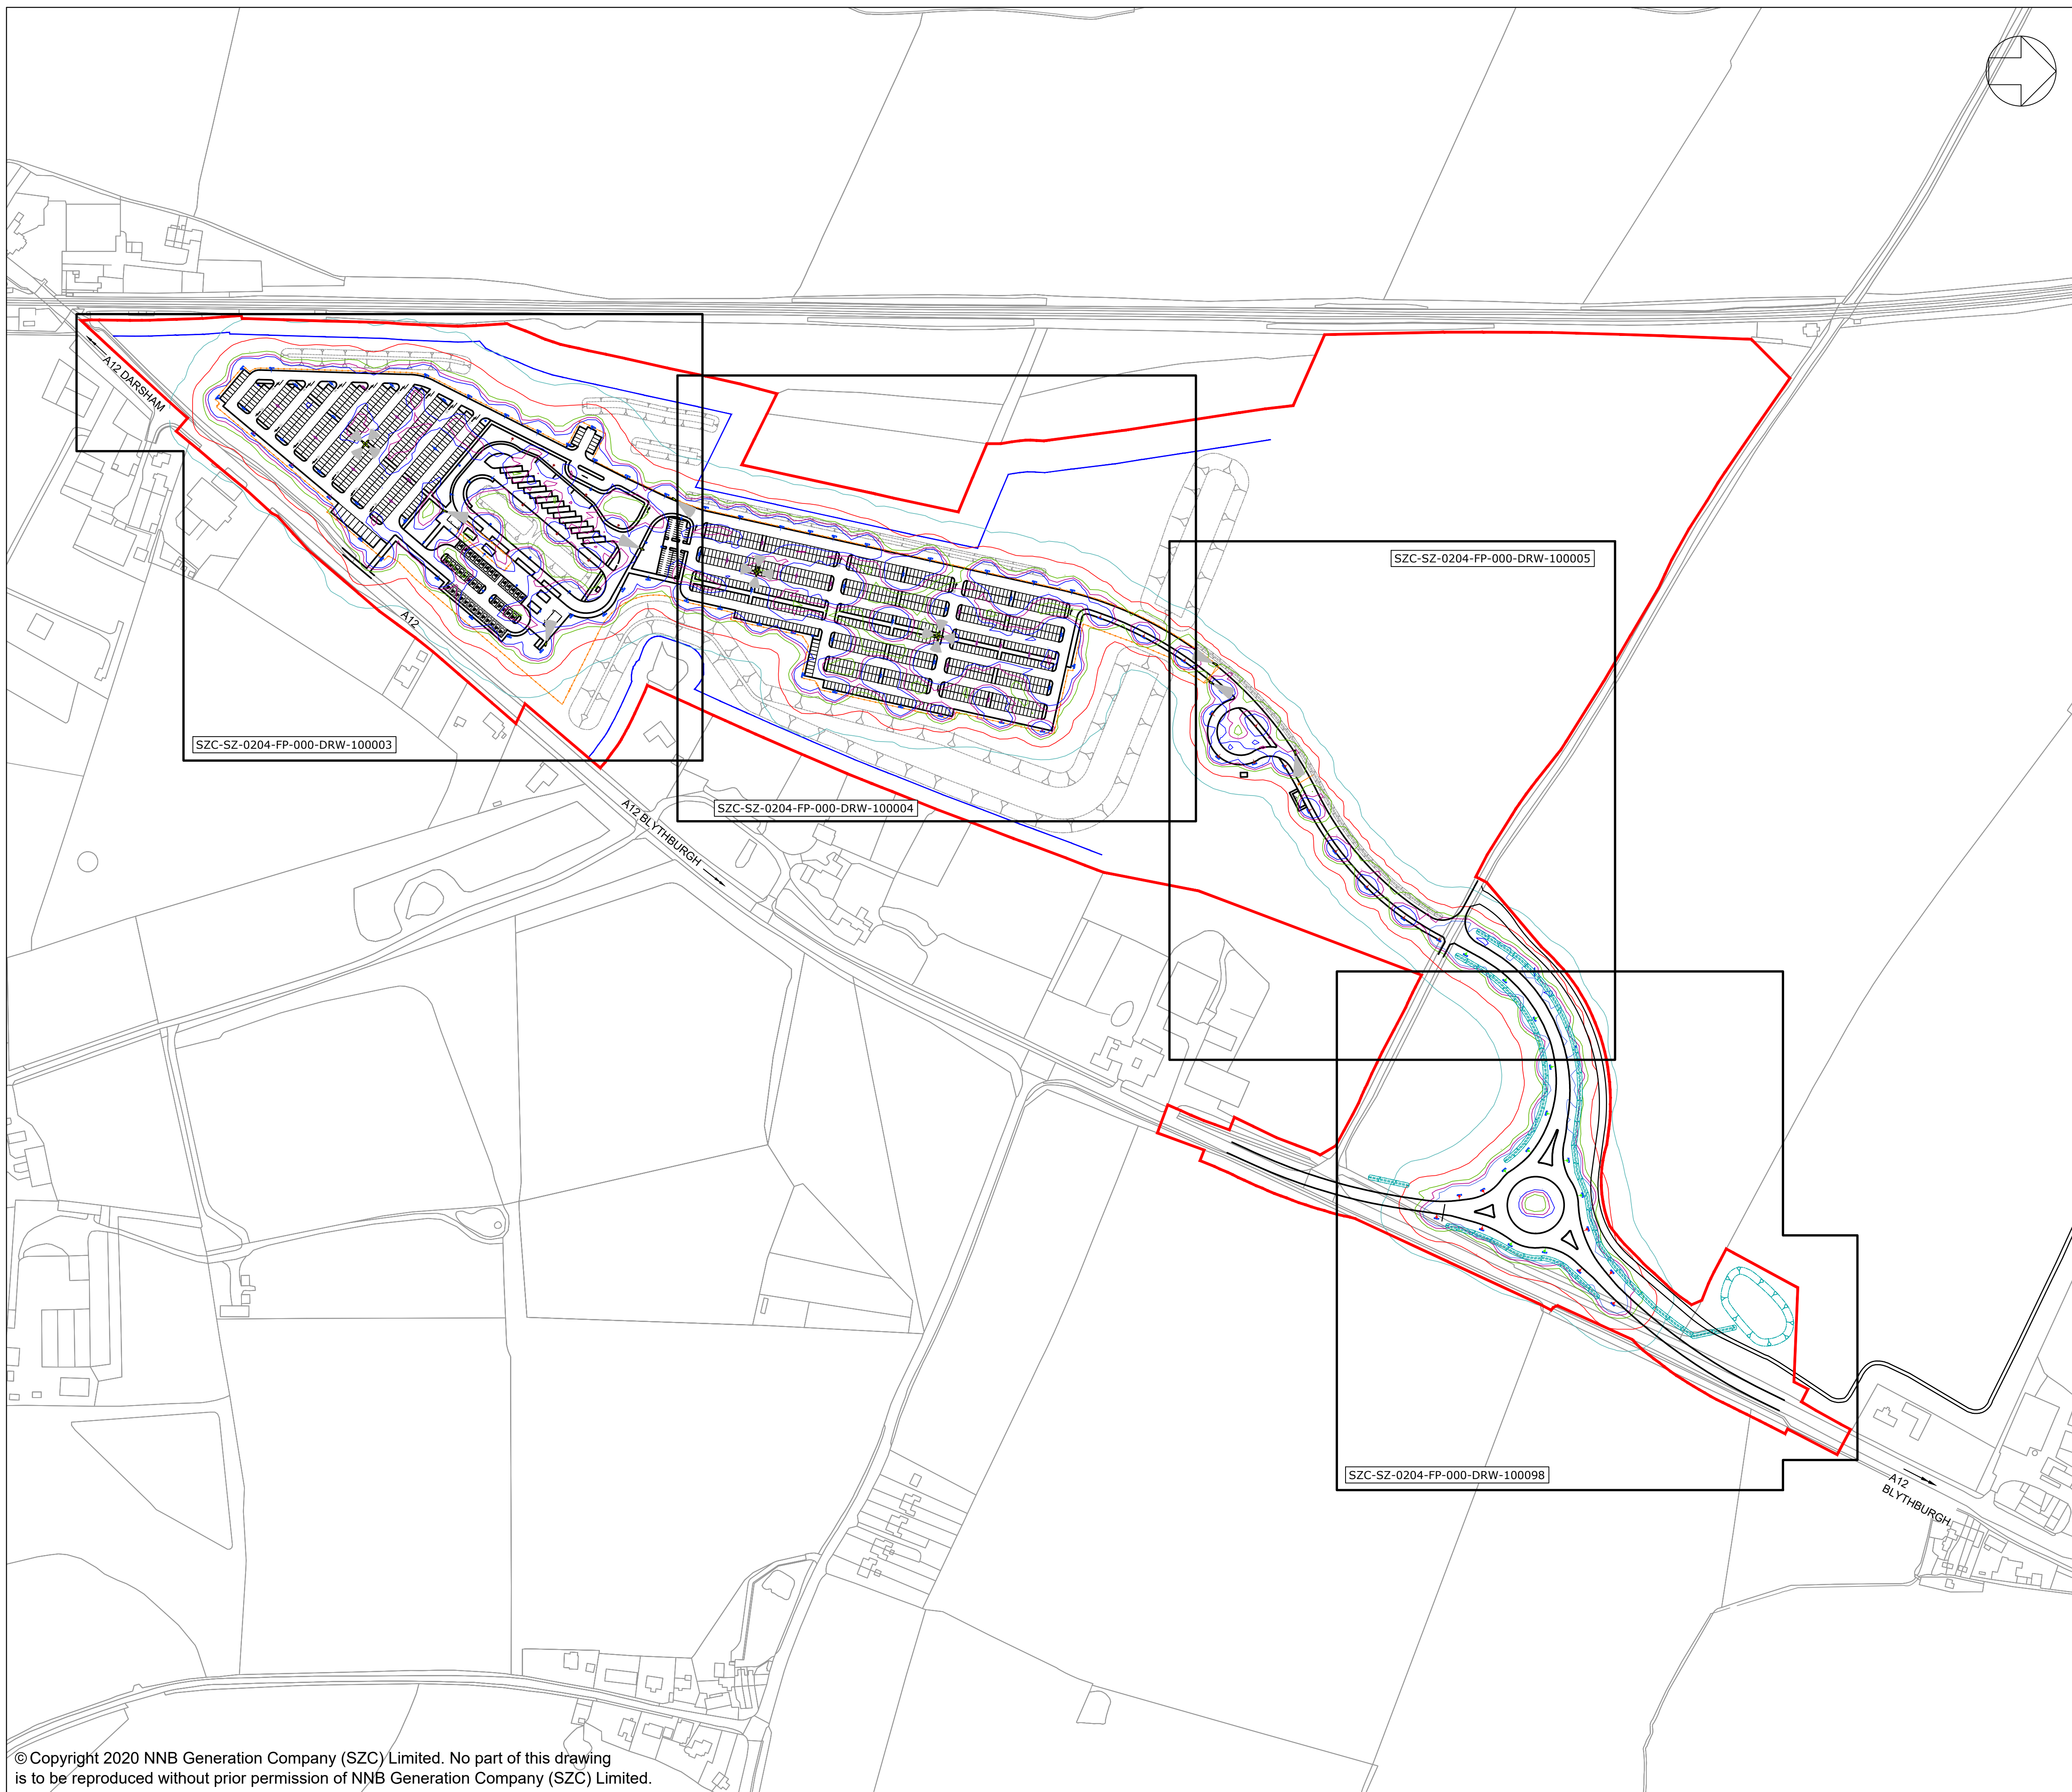 A12 DARSHAM
SZC-SZ-0204-FP-000-DRW-100005
A12
SZC-SZ-0204-FP-000-DRW-100003
SZC-SZ-0204-FP-000-DRW-100004
A12 BLYTHBURGH
SZC-SZ-0204-FP-000-DRW-100098
A12
BLYTHBURGH
© Copyright 2020 NNB Generation Company (SZC) Limited. No part of this drawing
is to be reproduced without prior permission of NNB Generation Company (SZC) Limited.